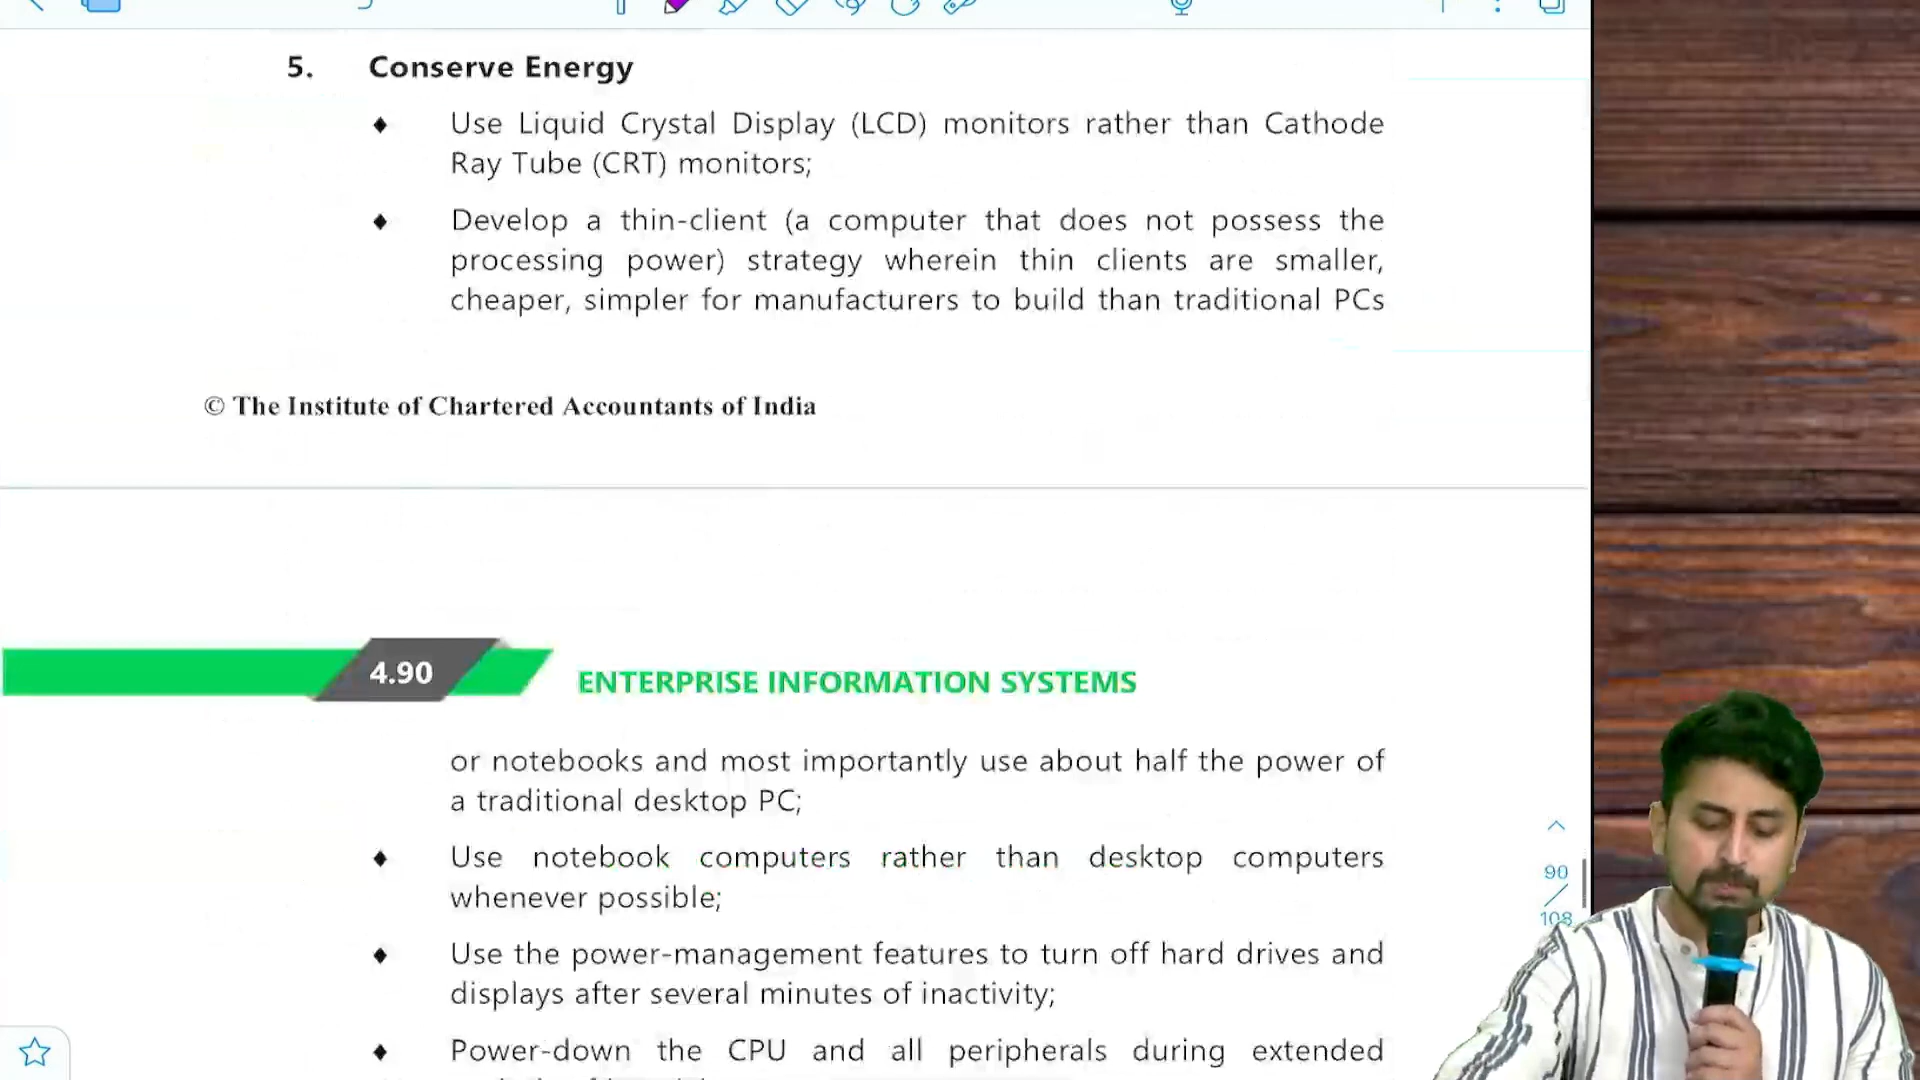 5. Conserve Energy
♦ Use Liquid Crystal Display (LCD) monitors rather than Cathode
Ray Tube (CRT) monitors;
♦ Develop a thin-client (a computer that does not possess the
processing power) strategy wherein thin clients are smaller,
cheaper, simpler for manufacturers to build than traditional PCs
© The Institute of Chartered Accountants of India
4.90 ENTERPRISE INFORMATION SYSTEMS
or notebooks and most importantly use about half the power of
a traditional desktop PC;
♦ Use notebook computers rather than desktop computers
whenever possible;
90
108
♦ Use the power-management features to turn off hard drives and
displays after several minutes of inactivity;
♦ Power-down the CPU and all peripherals during extended